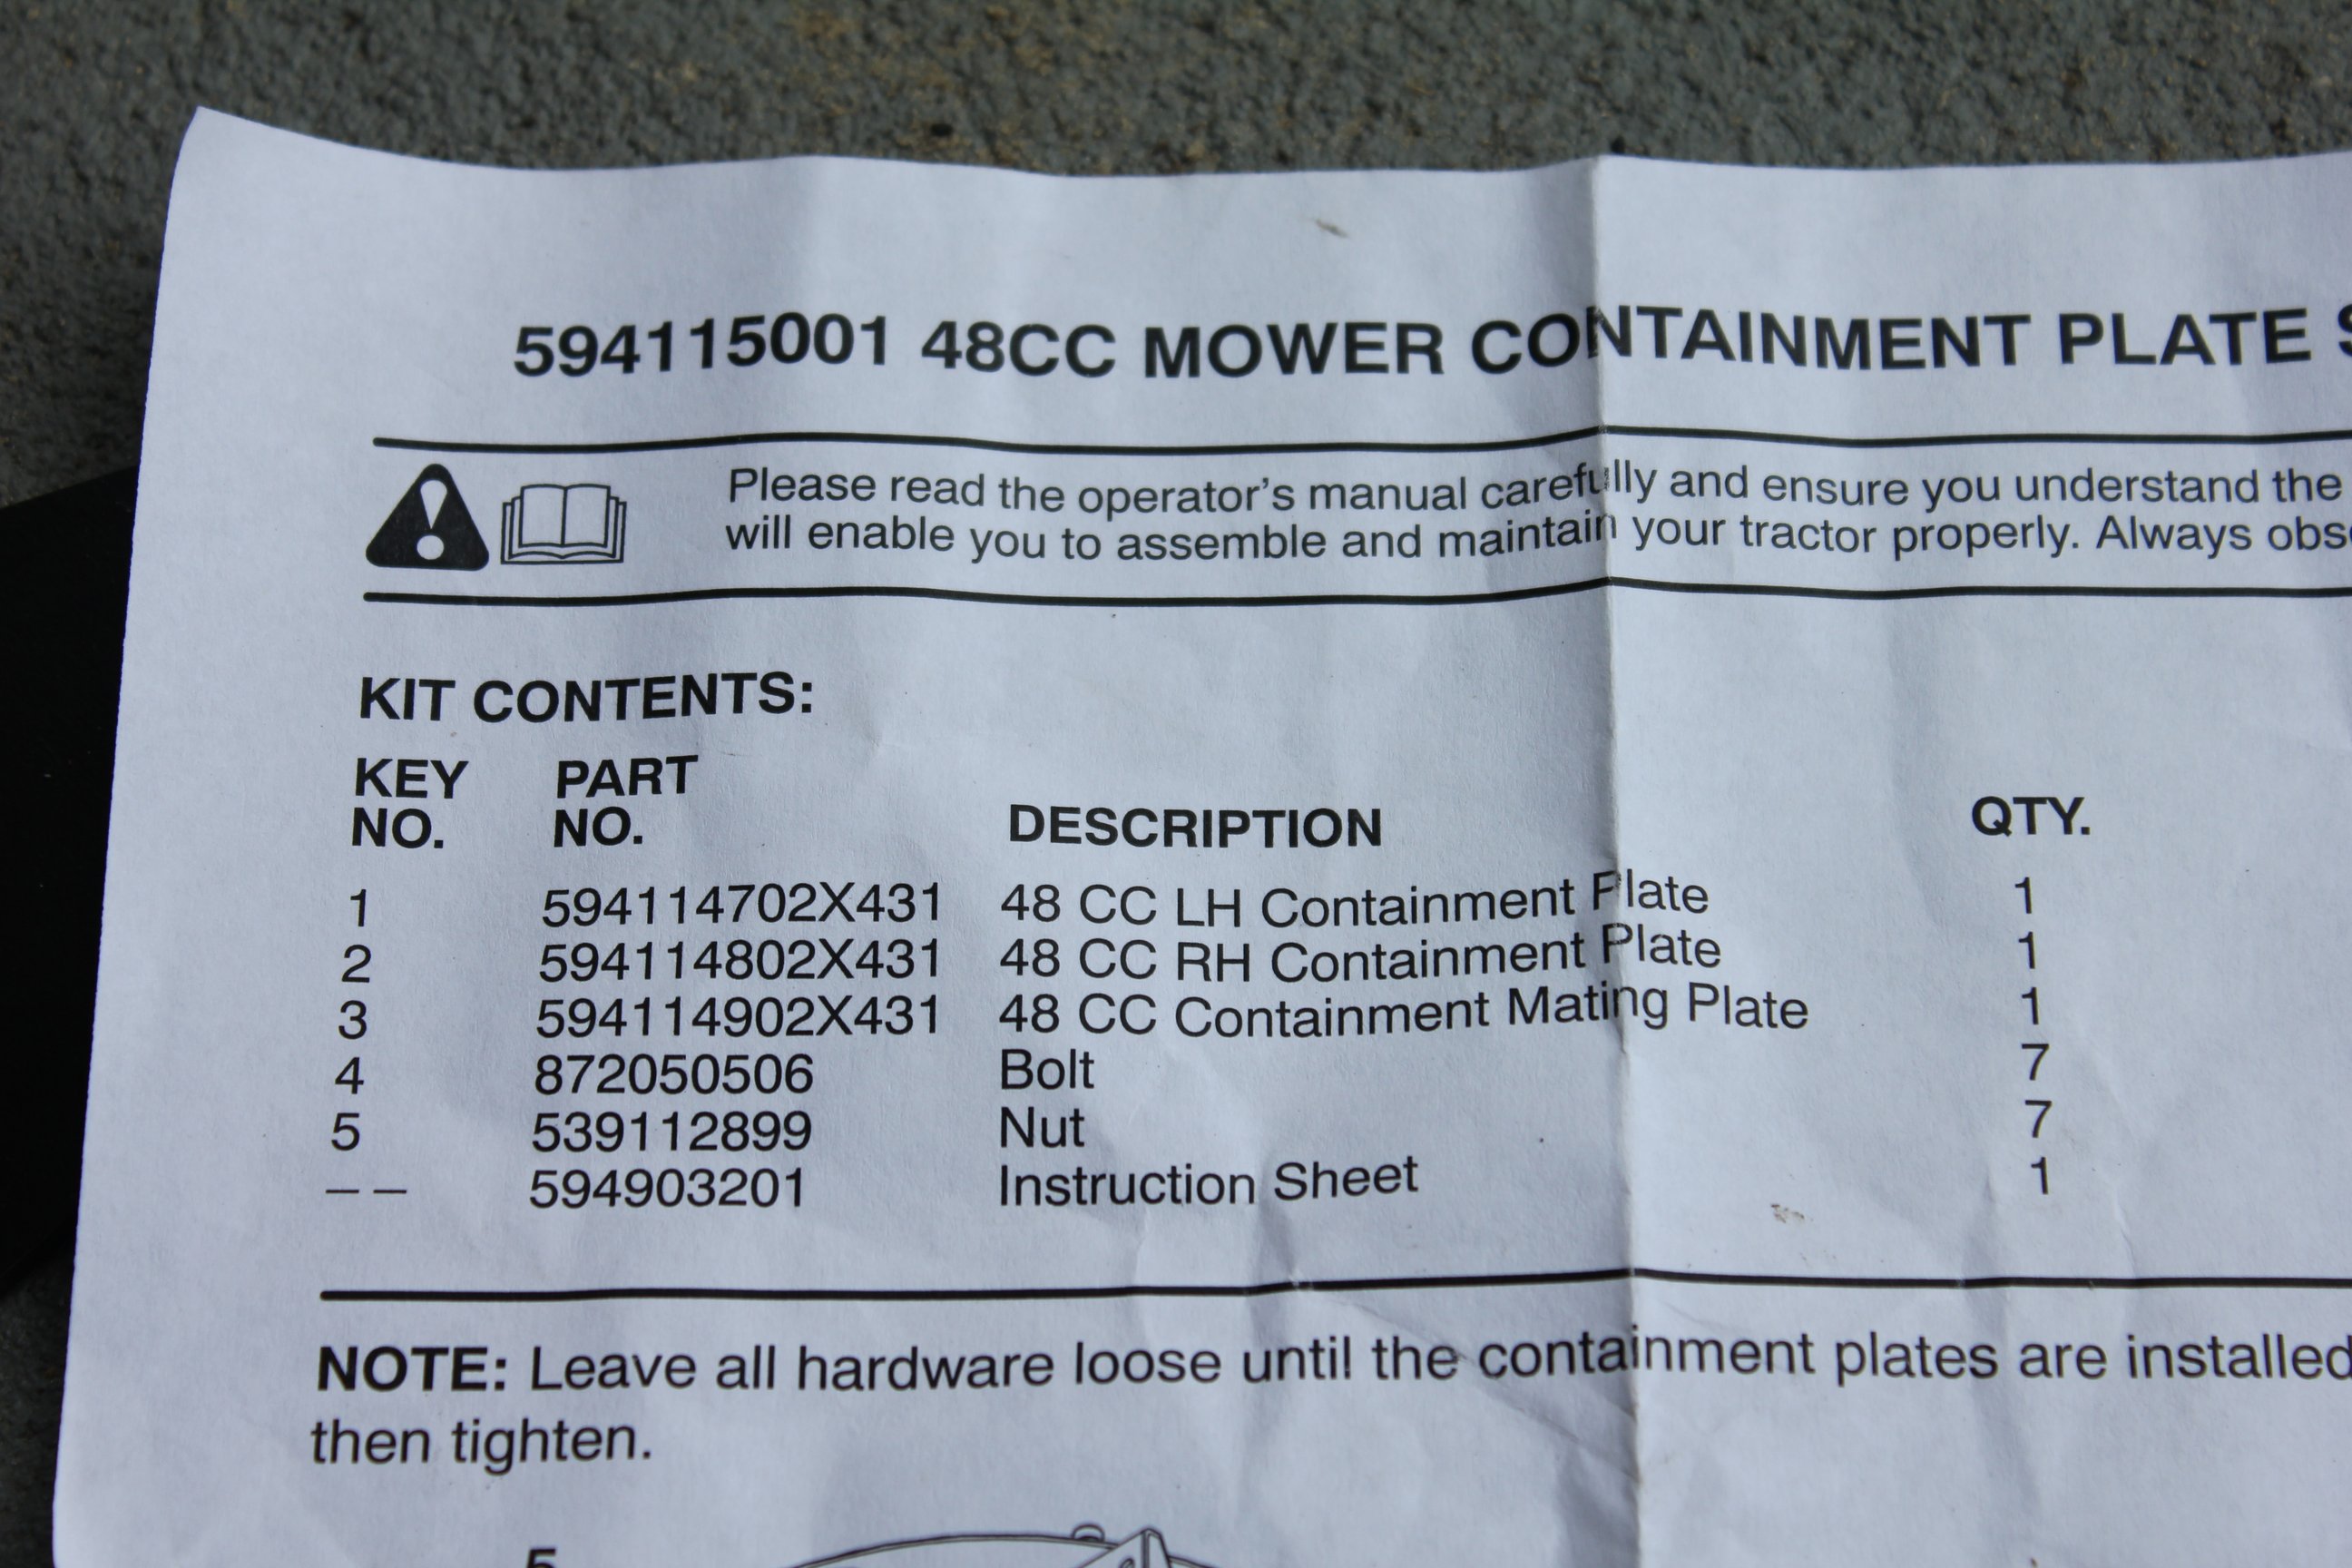 594115001 48CC MOWER CONTAINMENT PLATE
Please read the operator's manual carefully and ensure you understand the
will enable you to assemble and maintain your tractor properly. Always
KIT CONTENTS:
KEY NO. PART NO. DESCRIPTION QTY.
1 594114702X431 48 CC LH Containment Plate 1
2 594114802X431 48 CC RH Containment Plate 1
3 594114902X431 48 CC Containment Mating Plate 1
4 872050506 Bolt 7
5 539112899 Nut 7
-- 594903201 Instruction Sheet 1
NOTE: Leave all hardware loose until the containment plates are installed
then tighten.
5